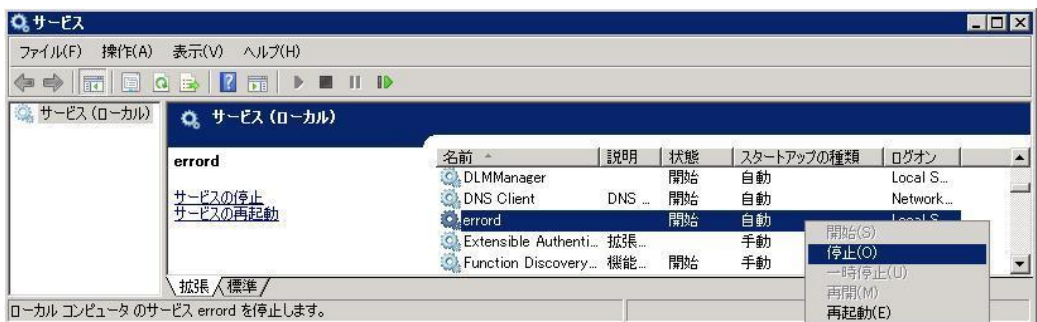 サービス
ファイル(F) 操作(A) 表示(V) ヘルプ(H)
サービス (ローカル)
サービス (ローカル)
errord
サービスの停止
サービスの再起動
名前 説明 状態 スタートアップの種類 ログオン
DLMManager 開始 自動 Local S...
DNS Client DNS ... 開始 自動 Network...
errord 開始 自動 Local S...
Extensible Authenti... 拡張... 手動
Function Discovery... 機能... 開始 手動
開始(S)
停止(O)
一時停止(U)
再開(M)
再起動(E)
拡張 標準
ローカル コンピュータ のサービス errord を停止します。